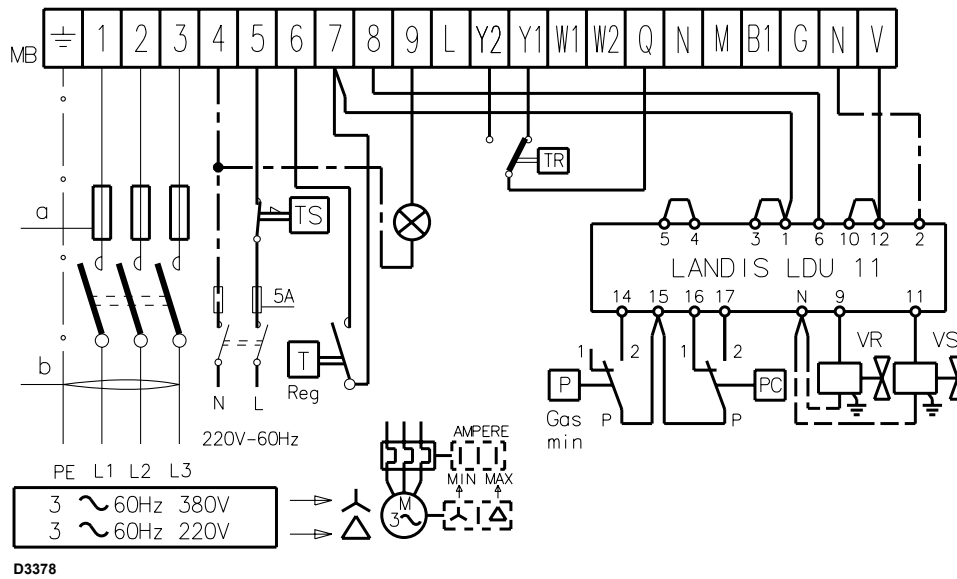 MB 1 2 3 4 5 6 7 8 9 L Y2 Y1 W1 W2 Q N M B1 G N V
TR
a
TS
5 4 3 1 6 10 12 2
LANDIS LDU 11
5A
14 15 16 17 N 9 11
VR VS
b
T
Reg
1 2 1 2
P PC
Gas
min
P P
N L
220V-60Hz
AMPERE
MIN MAX
PE L1 L2 L3
M
3
3 60Hz 380V
3 60Hz 220V
D3378